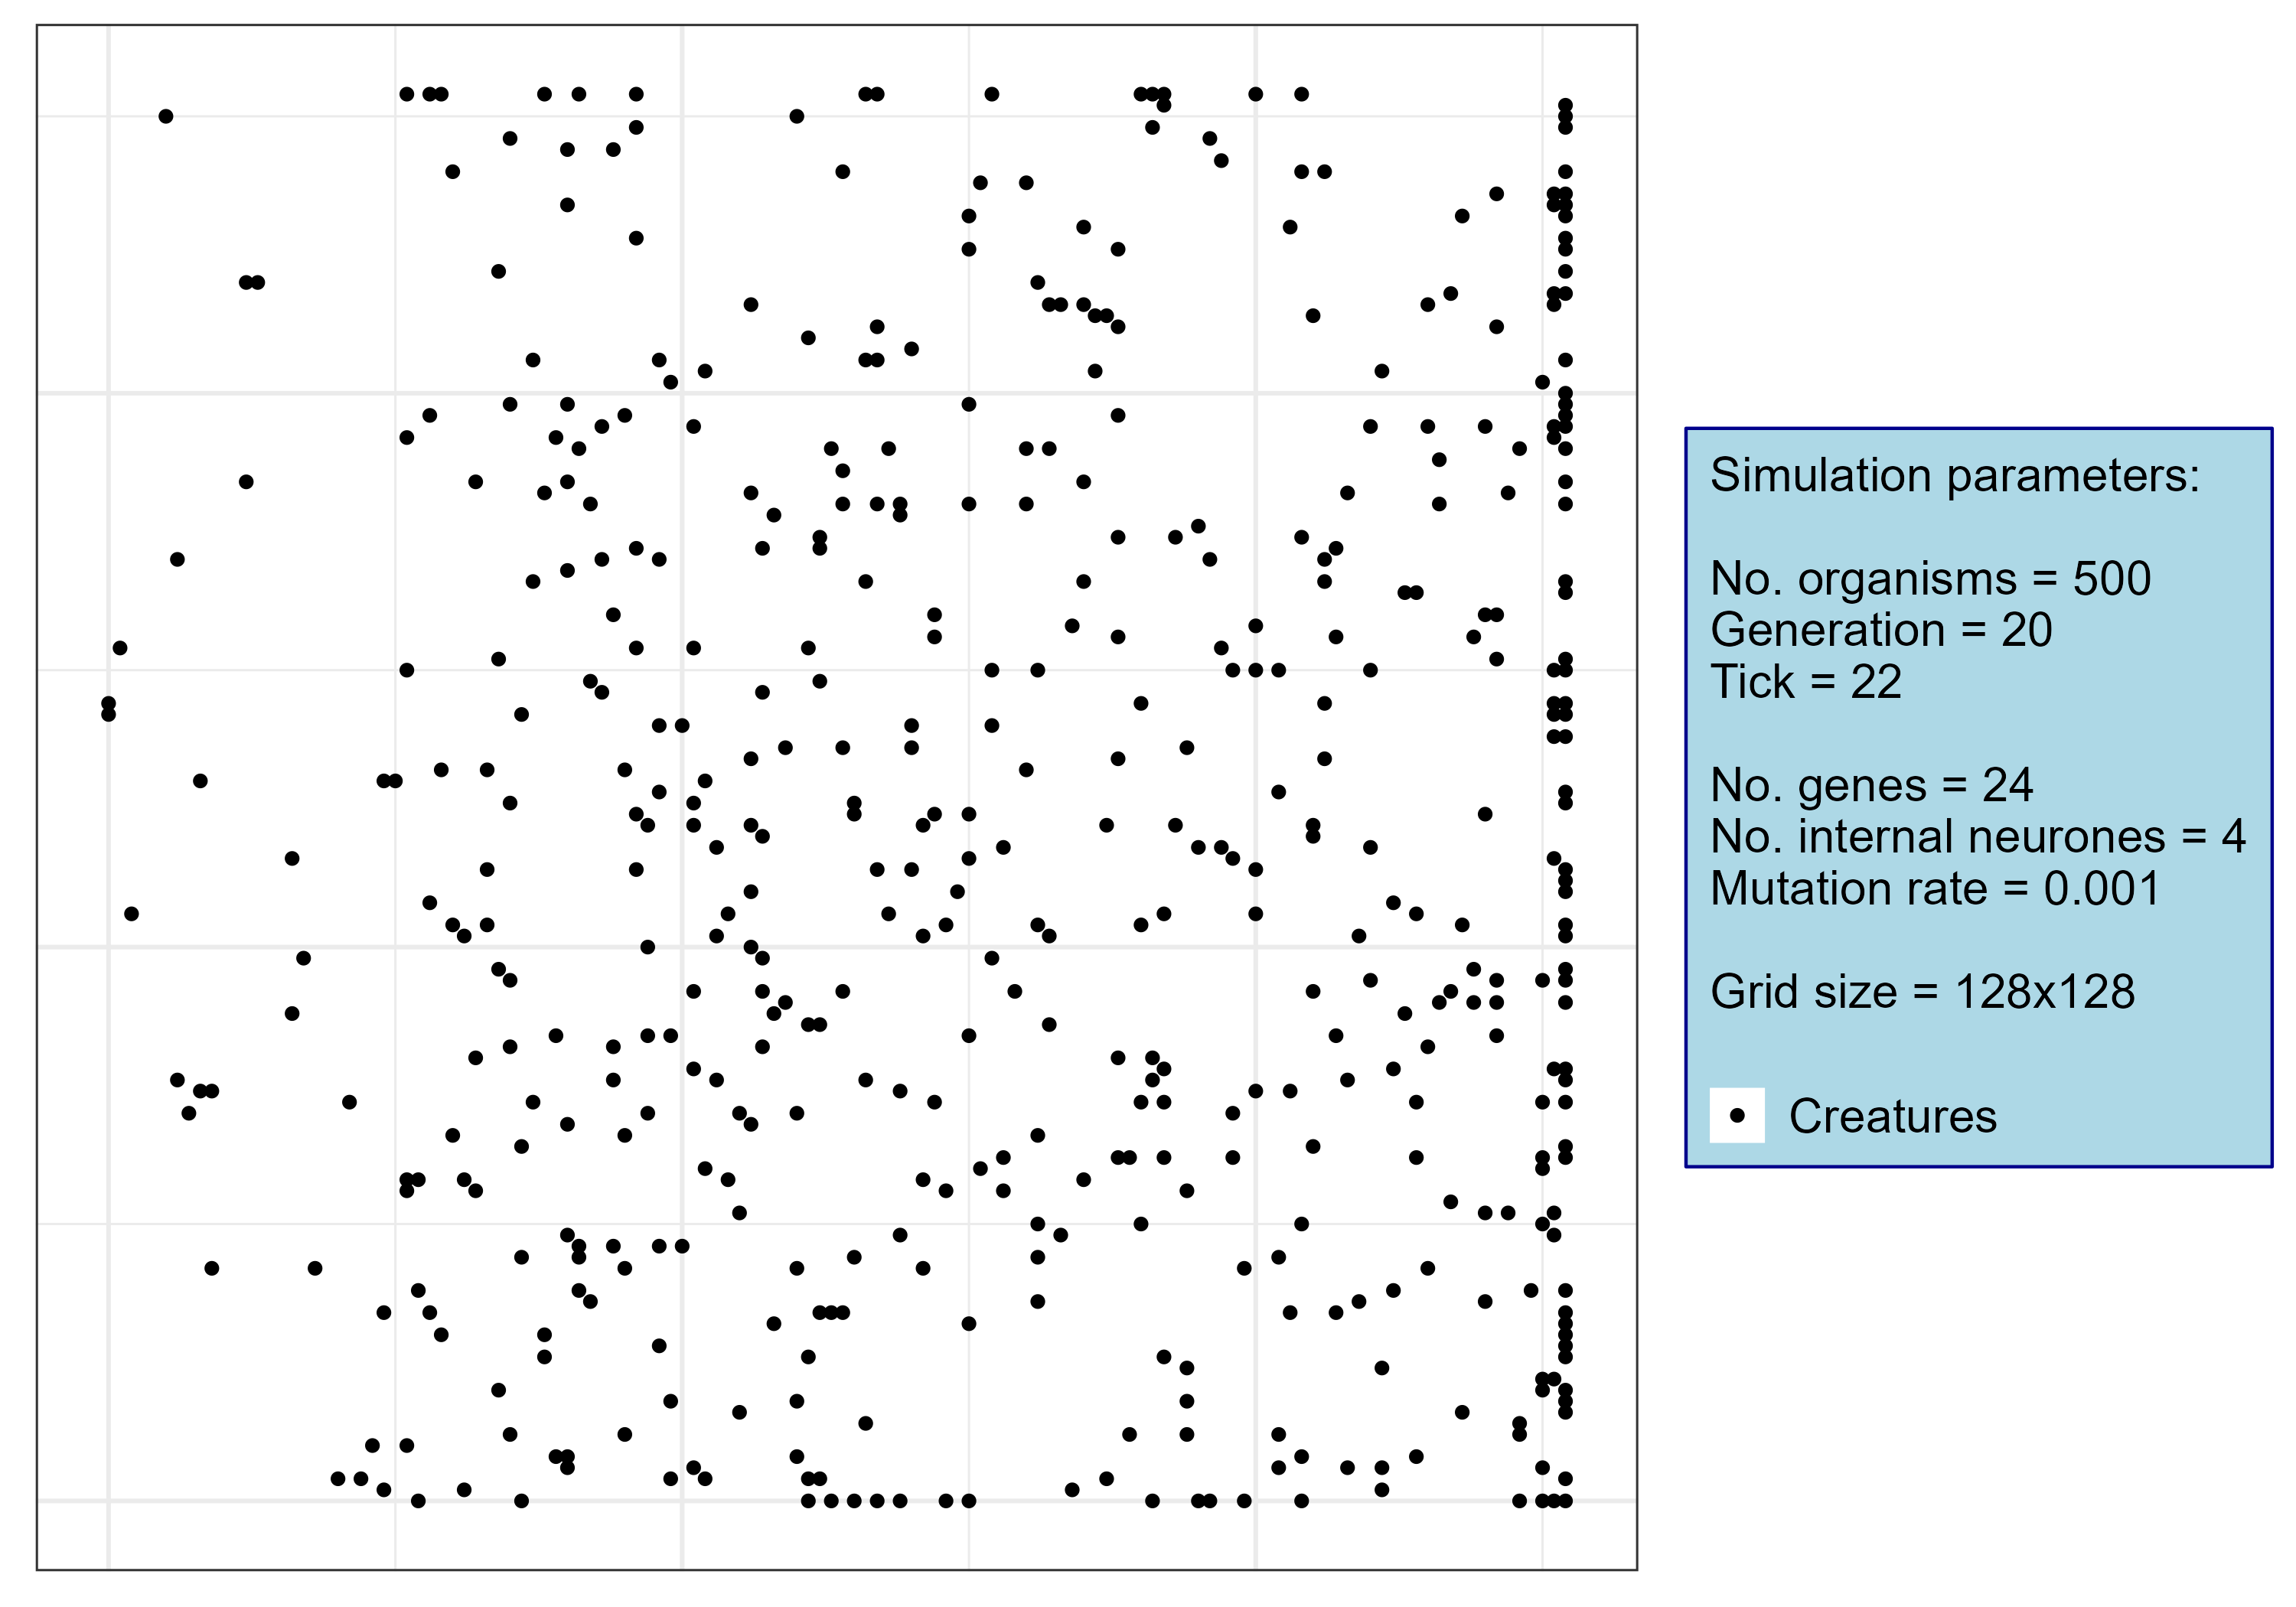 Simulation parameters:
No. organisms = 500
Generation = 20
Tick = 22
No. genes = 24
No. internal neurones = 4
Mutation rate = 0.001
Grid size = 128x128
Creatures